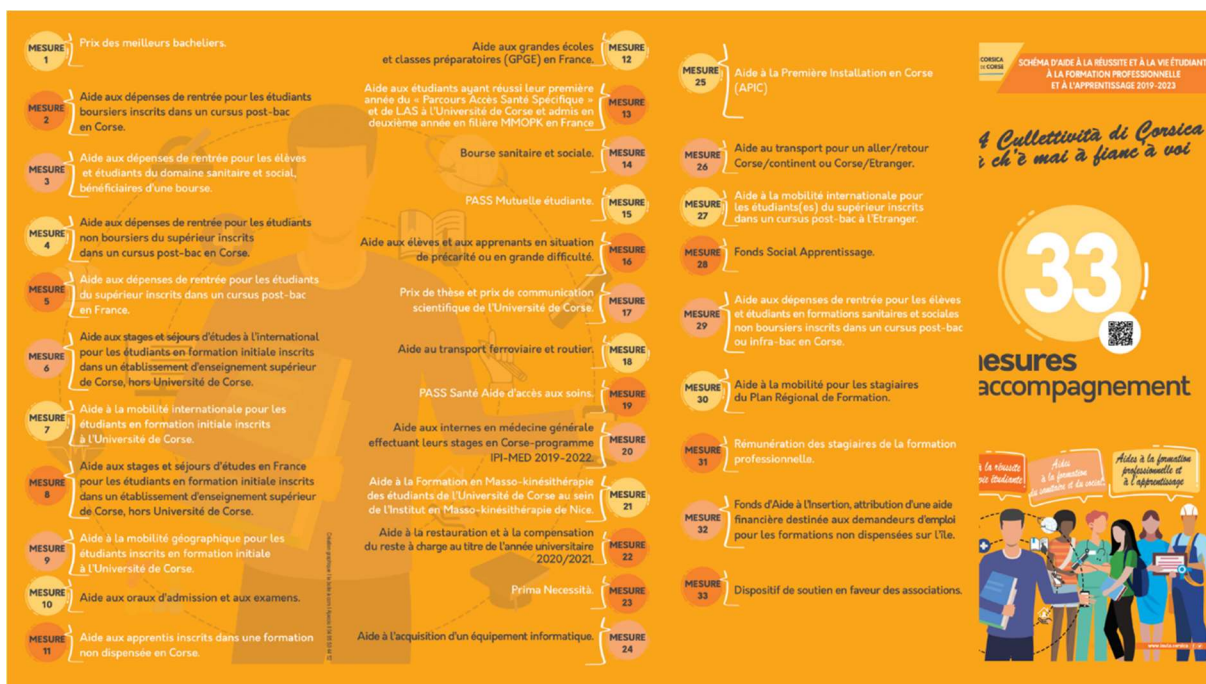 MESURE
1
Prix des meilleurs bacheliers.
MESURE
2
Aide aux dépenses de rentrée pour les étudiants
boursiers inscrits dans un cursus post-bac
en Corse.
MESURE
3
Aide aux dépenses de rentrée pour les élèves
et étudiants du domaine sanitaire et social,
bénéficiaires d'une bourse.
MESURE
4
Aide aux dépenses de rentrée pour les étudiants
non boursiers du supérieur inscrits
dans un cursus post-bac en Corse.
MESURE
5
Aide aux dépenses de rentrée pour les étudiants
du supérieur inscrits dans un cursus post-bac
en France.
MESURE
6
Aide aux stages et séjours d'études à l'international
pour les étudiants en formation initiale inscrits
dans un établissement d'enseignement supérieur
de Corse, hors Université de Corse.
MESURE
7
Aide à la mobilité internationale pour les
étudiants en formation initiale inscrits
à l'Université de Corse.
MESURE
8
Aide aux stages et séjours d'études en France
pour les étudiants en formation initiale inscrits
dans un établissement d'enseignement supérieur
de Corse, hors Université de Corse.
MESURE
9
Aide à la mobilité géographique pour les
étudiants inscrits en formation initiale
à l'Université de Corse.
MESURE
10
Aide aux oraux d'admission et aux examens.
MESURE
11
Aide aux apprentis inscrits dans une formation
non dispensée en Corse.
Aide aux grandes écoles
et classes préparatoires (GPGE) en France.
MESURE
12
Aide aux étudiants ayant réussi leur première
année du « Parcours Accès Santé Spécifique »
et de LAS à l'Université de Corse et admis en
deuxième année en filière MMOPK en France
MESURE
13
Bourse sanitaire et sociale.
MESURE
14
PASS Mutuelle étudiante.
MESURE
15
Aide aux élèves et aux apprenants en situation
de précarité ou en grande difficulté.
MESURE
16
Prix de thèse et prix de communication
scientifique de l'Université de Corse.
MESURE
17
Aide au transport ferroviaire et routier.
MESURE
18
PASS Santé Aide d'accès aux soins.
MESURE
19
Aide aux internes en médecine générale
effectuant leurs stages en Corse-programme
IPI-MED 2019-2022.
MESURE
20
Aide à la Formation en Masso-kinésithérapie
des étudiants de l'Université de Corse au sein
de l'Institut en Masso-kinésithérapie de Nice.
MESURE
21
Aide à la restauration et à la compensation
du reste à charge au titre de l'année universitaire
2020/2021.
MESURE
22
Prima Necessità.
MESURE
23
Aide à l'acquisition d'un équipement informatique.
MESURE
24
MESURE
25
Aide à la Première Installation en Corse
(APIC)
MESURE
26
Aide au transport pour un aller/retour
Corse/continent ou Corse/Etranger.
MESURE
27
Aide à la mobilité internationale pour
les étudiants(es) du supérieur inscrits
dans un cursus post-bac à l'Etranger.
MESURE
28
Fonds Social Apprentissage.
MESURE
29
Aide aux dépenses de rentrée pour les élèves
et étudiants en formations sanitaires et sociales
non boursiers inscrits dans un cursus post-bac
ou infra-bac en Corse.
MESURE
30
Aide à la mobilité pour les stagiaires
du Plan Régional de Formation.
MESURE
31
Rémunération des stagiaires de la formation
professionnelle.
MESURE
32
Fonds d'Aide à l'Insertion, attribution d'une aide
financière destinée aux demandeurs d'emploi
pour les formations non dispensées sur l'île.
MESURE
33
Dispositif de soutien en faveur des associations.
CORSICA
DE CORSE
SCHÉMA D'AIDE À LA RÉUSSITE ET À LA VIE ÉTUDIANT
À LA FORMATION PROFESSIONNELLE
ET À L'APPRENTISSAGE 2019-2023
A Cullettività di Corsica
ù ch'è mai à fiancu à voi
33
mesures
accompagnement
à la réussite
vie étudiante
Aides
à la formation
du sanitaire et du social
Aides à la formation
professionnelle et
à l'apprentissage